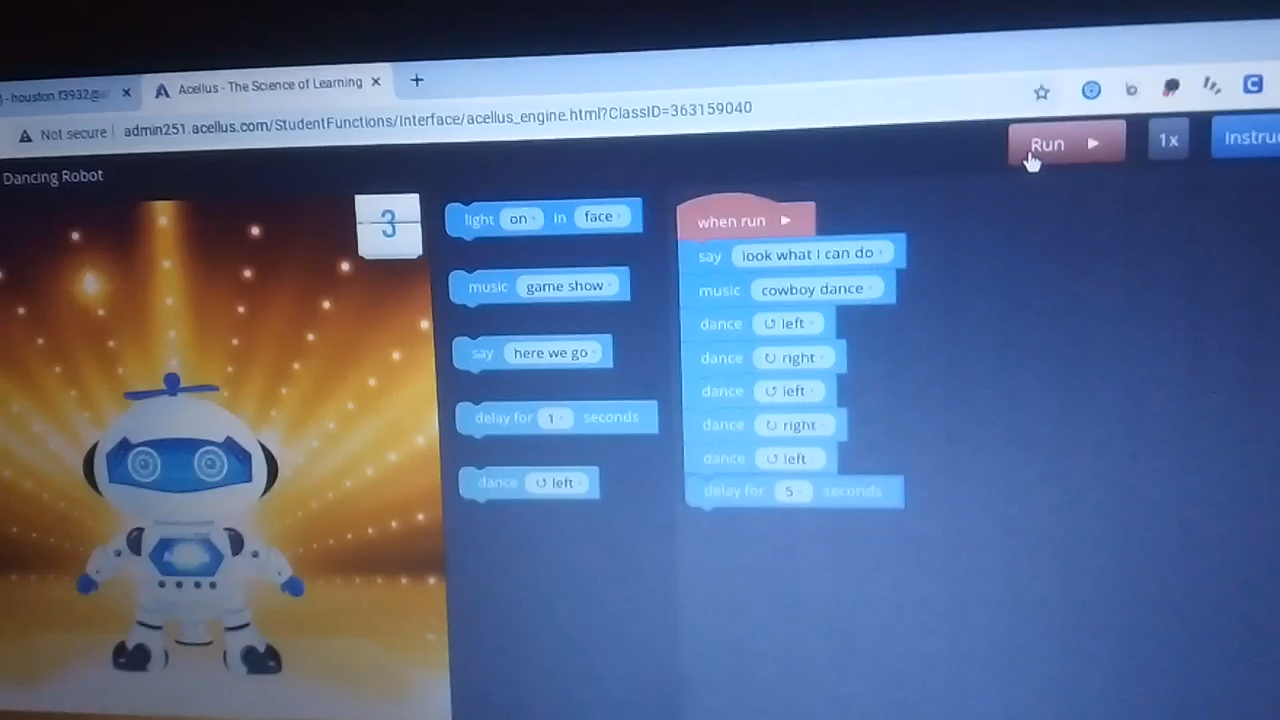 houston.f3932@
Acellus - The Science of Learning
Not secure | admin251.acellus.com/StudentFunctions/Interface/acellus_engine.html?ClassID=363159040
Dancing Robot
Run
1x
3
light on in face
music game show
say here we go
delay for 1 seconds
dance left
when run
say look what I can do
music cowboy dance
dance left
dance right
dance left
dance right
dance left
delay for 5 seconds